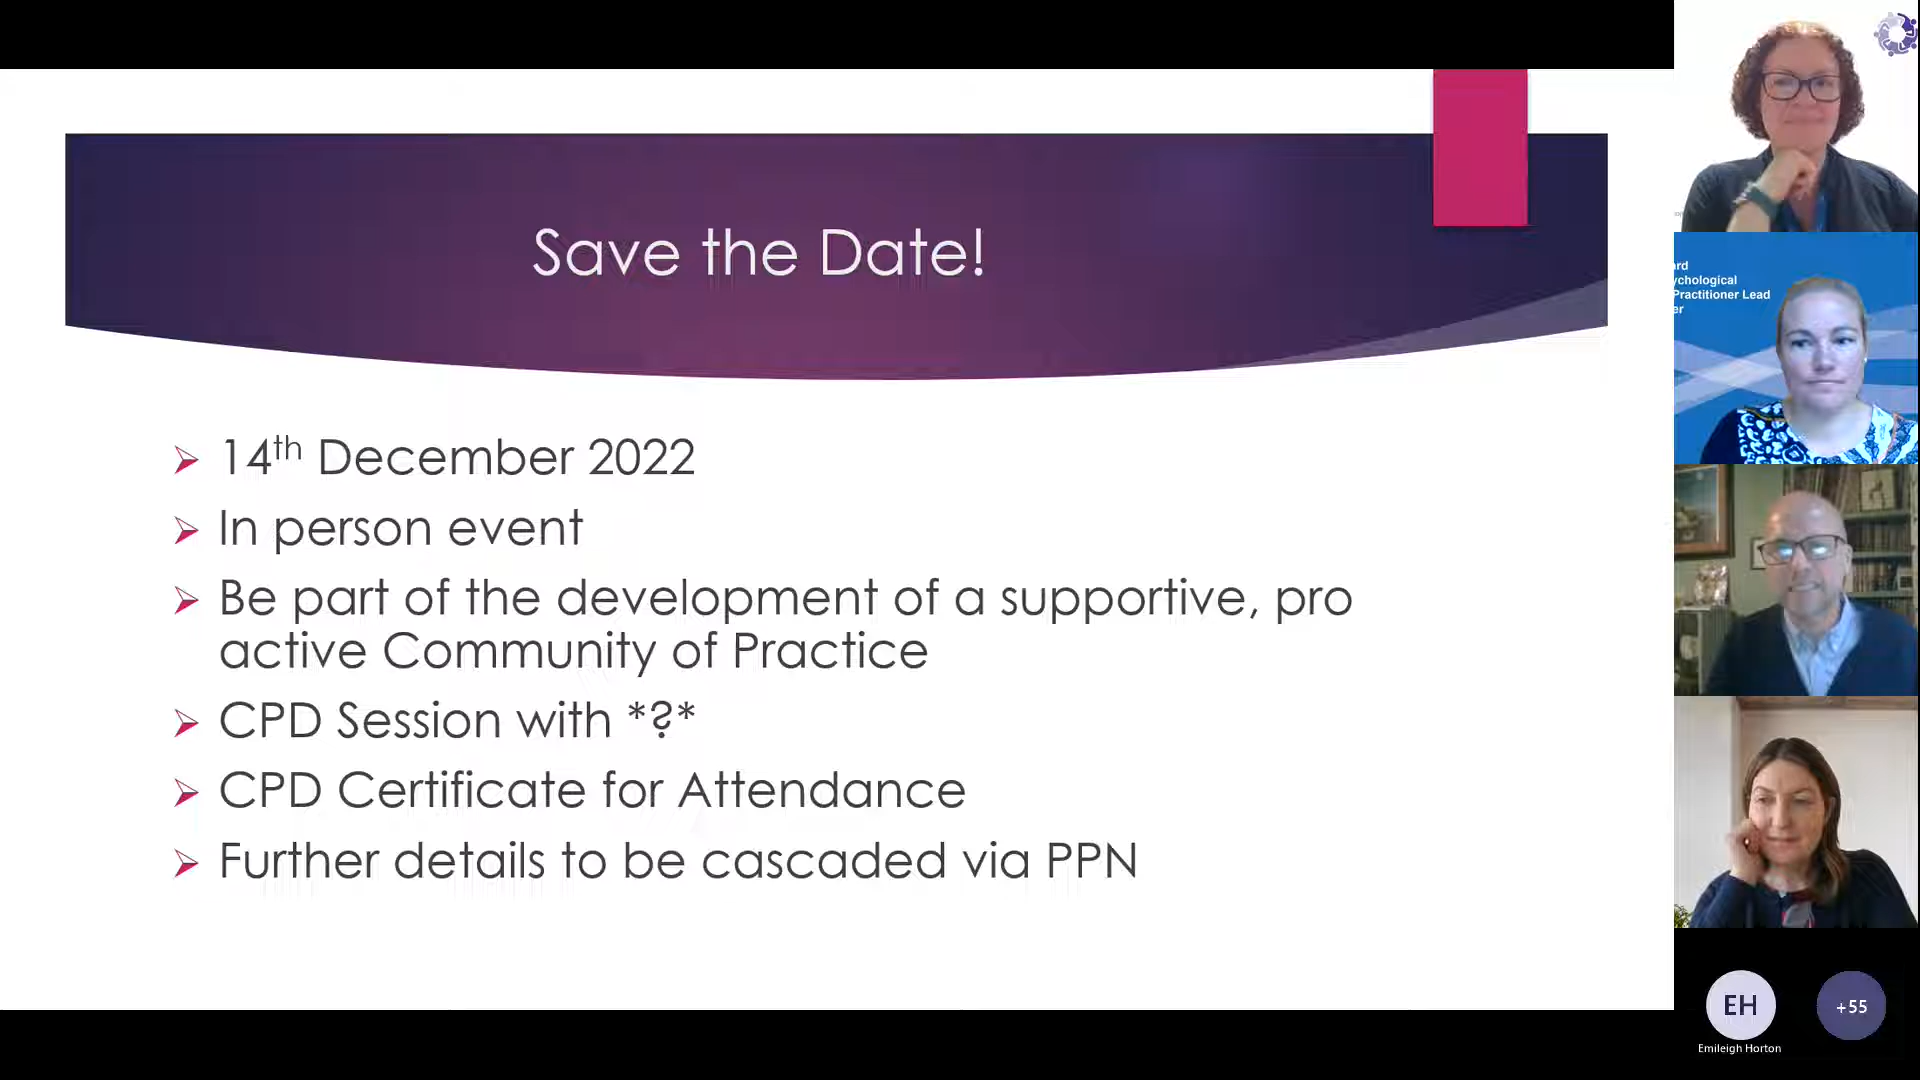 Save the Date!
14th December 2022
In person event
Be part of the development of a supportive, pro
active Community of Practice
CPD Session with *?*
CPD Certificate for Attendance
Further details to be cascaded via PPN
ard
ychological
Practitioner Lead
er
EH
+55
Emileigh Horton